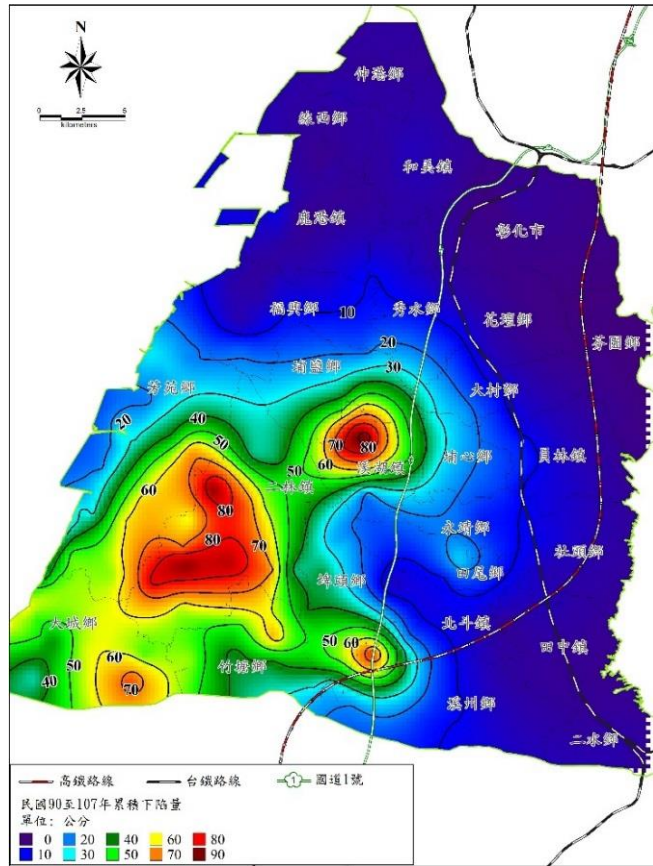 N
0 2.5 5
kilometres
伸港鄉
線西鄉
和美鎮
鹿港鎮
彰化市
福興鄉
10
秀水鄉
花壇鄉
芬園鄉
20
埔鹽鄉
30
芳苑鄉
大村鄉
20
40
50
70
80
60
50
溪湖鎮
埔心鄉
員林鎮
60
二林鎮
80
永靖鄉
80
70
社頭鄉
田尾鄉
埤頭鄉
大城鄉
北斗鎮
50
60
田中鎮
60
50
竹塘鄉
40
70
溪州鄉
二水鄉
高鐵路線
台鐵路線
1
國道1號
民國90至107年累積下陷量
單位: 公分
0 20 40 60 80
10 30 50 70 90